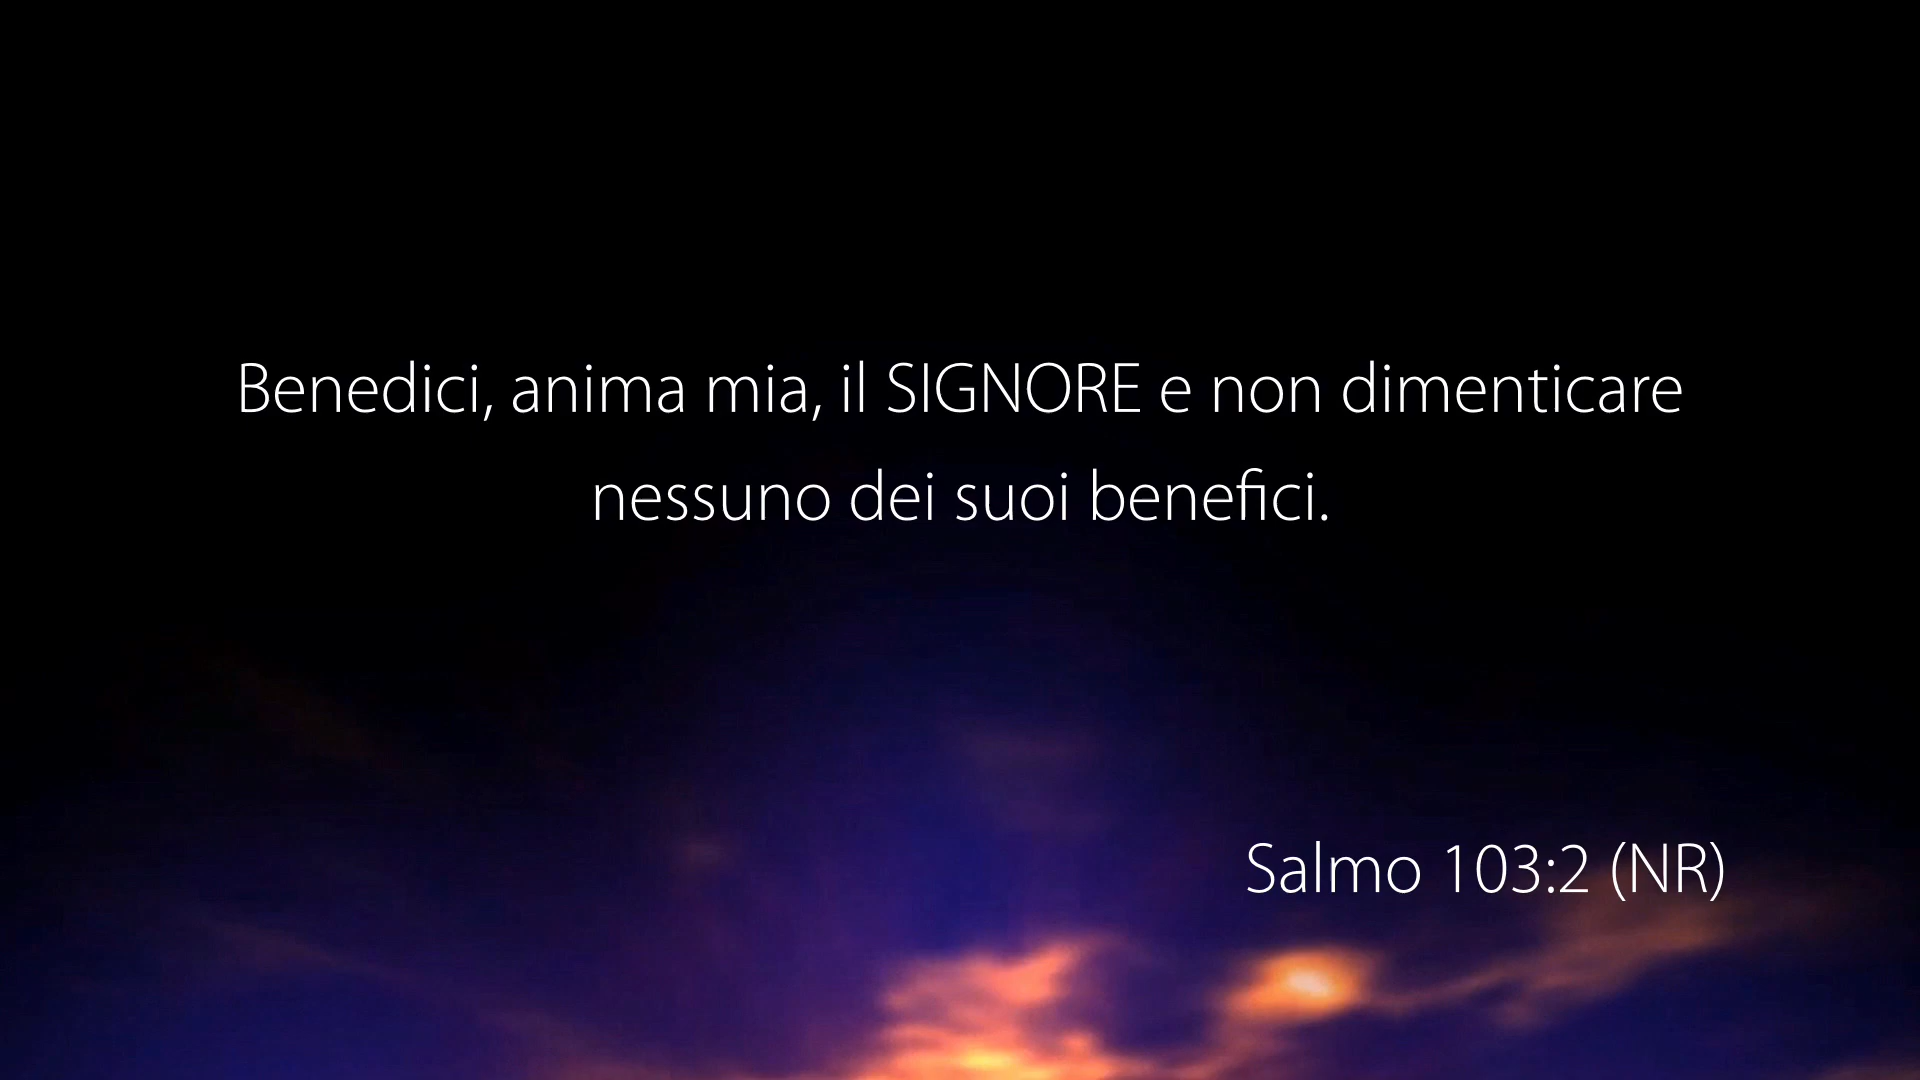 Benedici, anima mia, il SIGNORE e non dimenticare
nessuno dei suoi benefici.
Salmo 103:2 (NR)